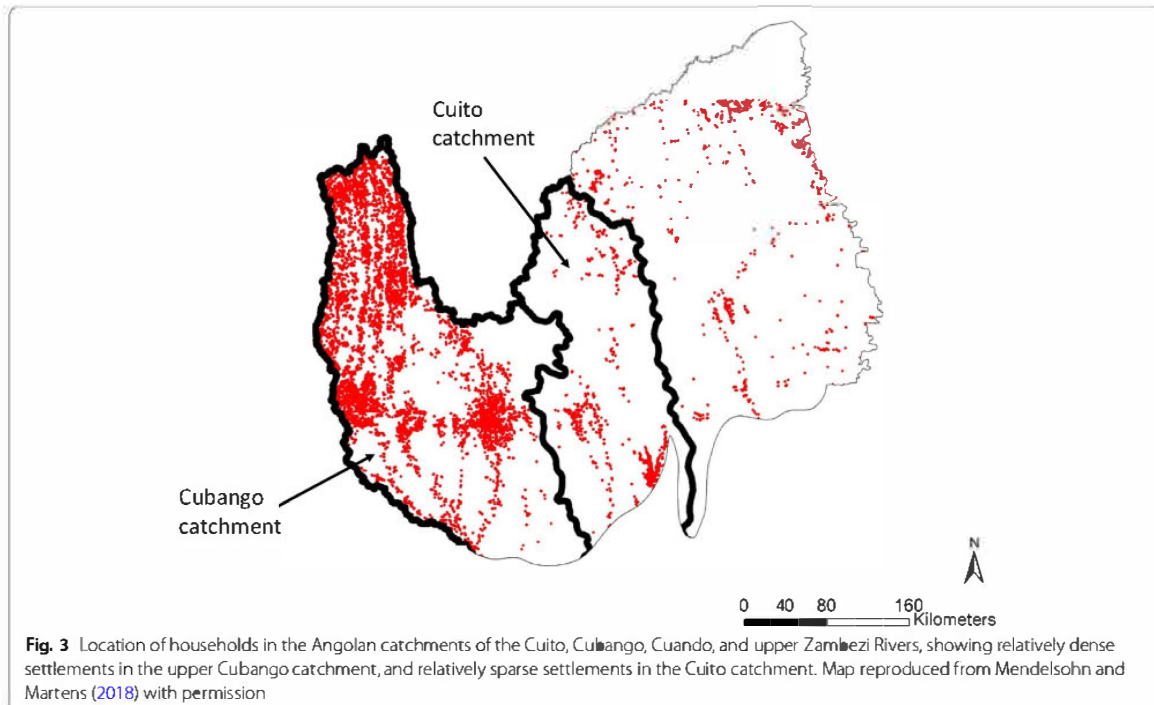 Cuito
catchment
Cubango
catchment
N
0 40 80 160
Kilometers
Fig. 3 Location of households in the Angolan catchments of the Cuito, Cubango, Cuando, and upper Zambezi Rivers, showing relatively dense
settlements in the upper Cubango catchment, and relatively sparse settlements in the Cuito catchment. Map reproduced from Mendelsohn and
Martens (2018) with permission